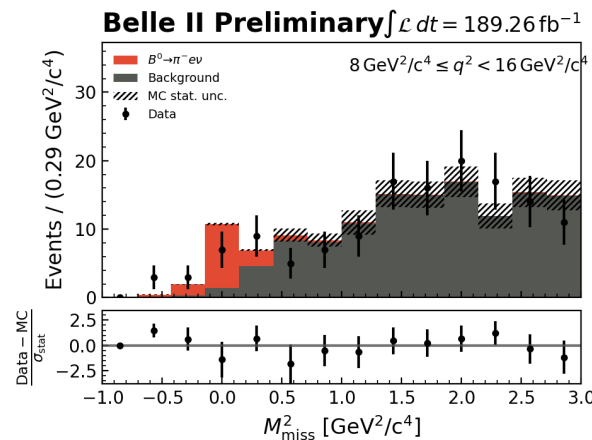 Belle II Preliminary ∫ℒ dt = 189.26 fb⁻¹
8 GeV²/c⁴ ≤ q² < 16 GeV²/c⁴
B⁰→π⁻eν
Background
MC stat. unc.
Data
Events / (0.29 GeV²/c⁴)
30
20
10
0
Data − MC
σstat
2.5
0.0
−2.5
−1.0 −0.5 0.0 0.5 1.0 1.5 2.0 2.5 3.0
M²miss [GeV²/c⁴]